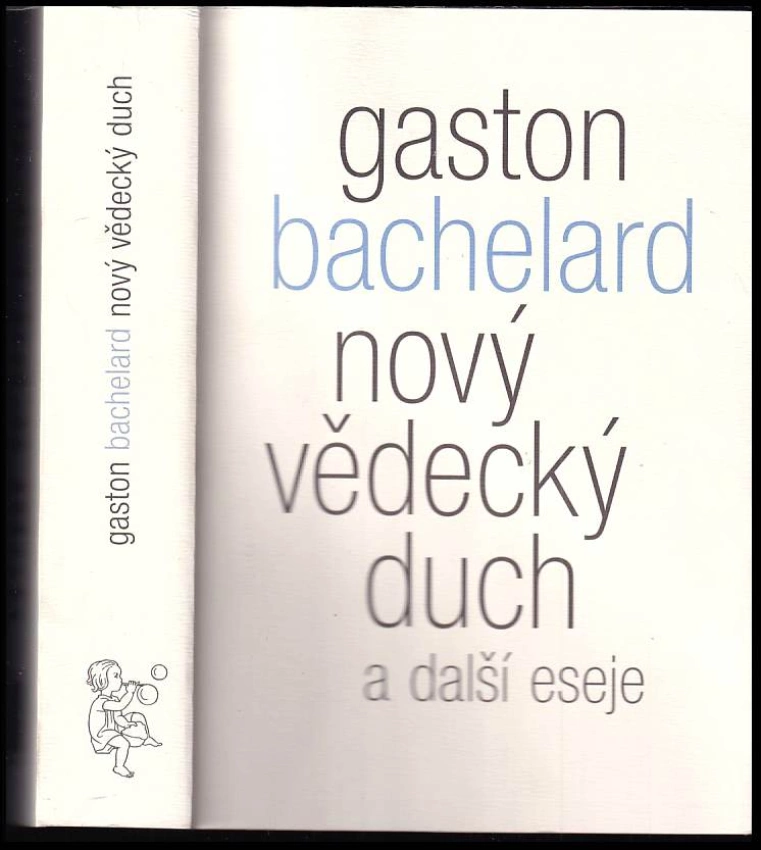 gaston bachelard nový vědecký duch
gaston
bachelard
nový
vědecký
duch
a další eseje